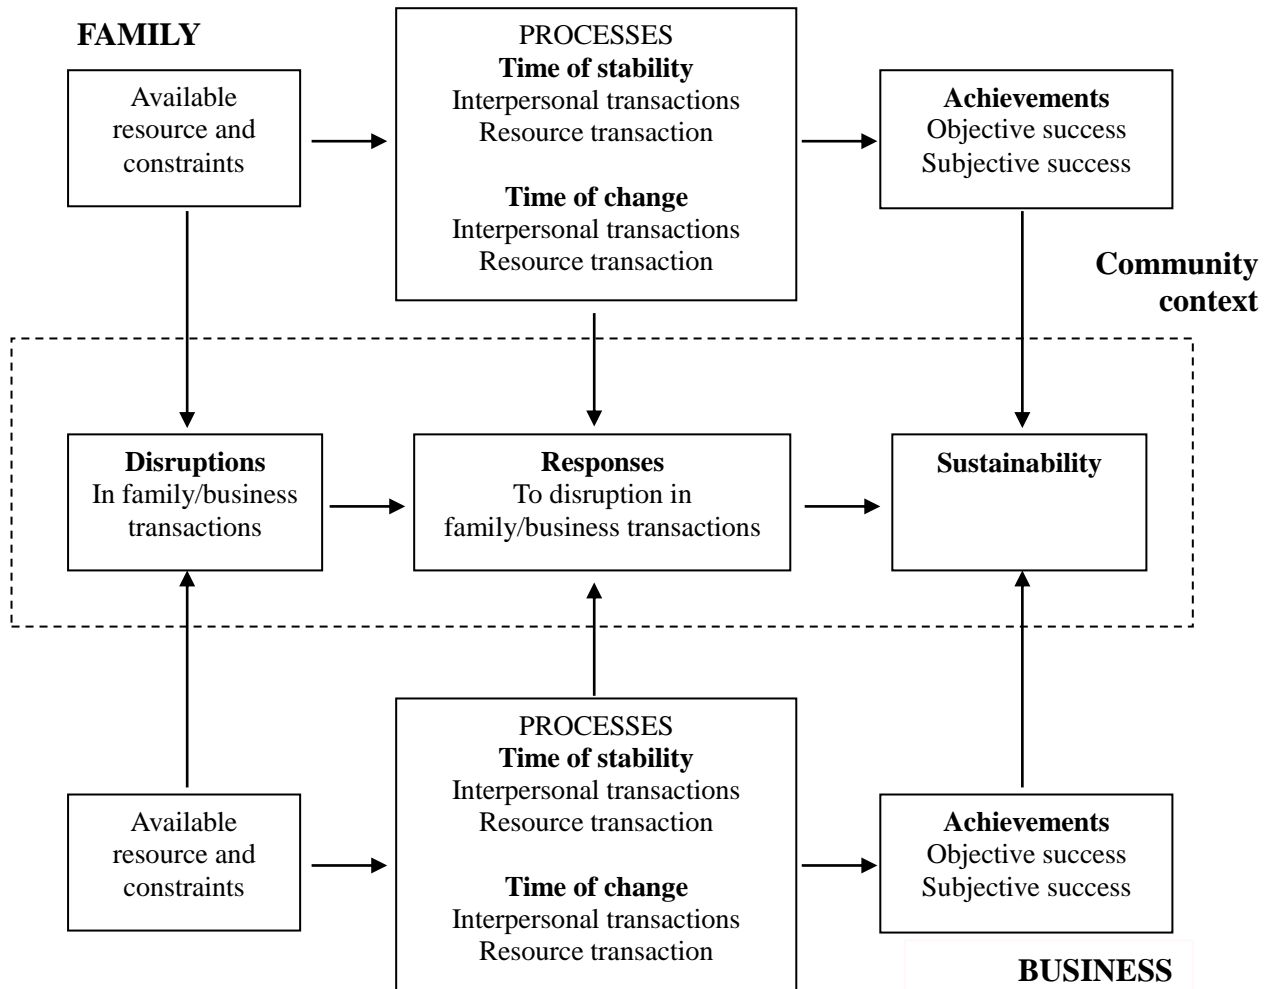 FAMILY
Available
resource and
constraints
PROCESSES
Time of stability
Interpersonal transactions
Resource transaction
Time of change
Interpersonal transactions
Resource transaction
Achievements
Objective success
Subjective success
Community
context
Disruptions
In family/business
transactions
Responses
To disruption in
family/business transactions
Sustainability
Available
resource and
constraints
PROCESSES
Time of stability
Interpersonal transactions
Resource transaction
Time of change
Interpersonal transactions
Resource transaction
Achievements
Objective success
Subjective success
BUSINESS